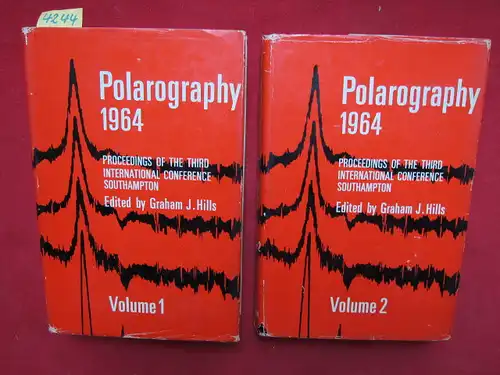 4244
Polarography
1964
PROCEEDINGS OF THE THIRD
INTERNATIONAL CONFERENCE
SOUTHAMPTON
Edited by Graham J. Hills
Volume 1
Polarography
1964
PROCEEDINGS OF THE THIRD
INTERNATIONAL CONFERENCE
SOUTHAMPTON
Edited by Graham J. Hills
Volume 2